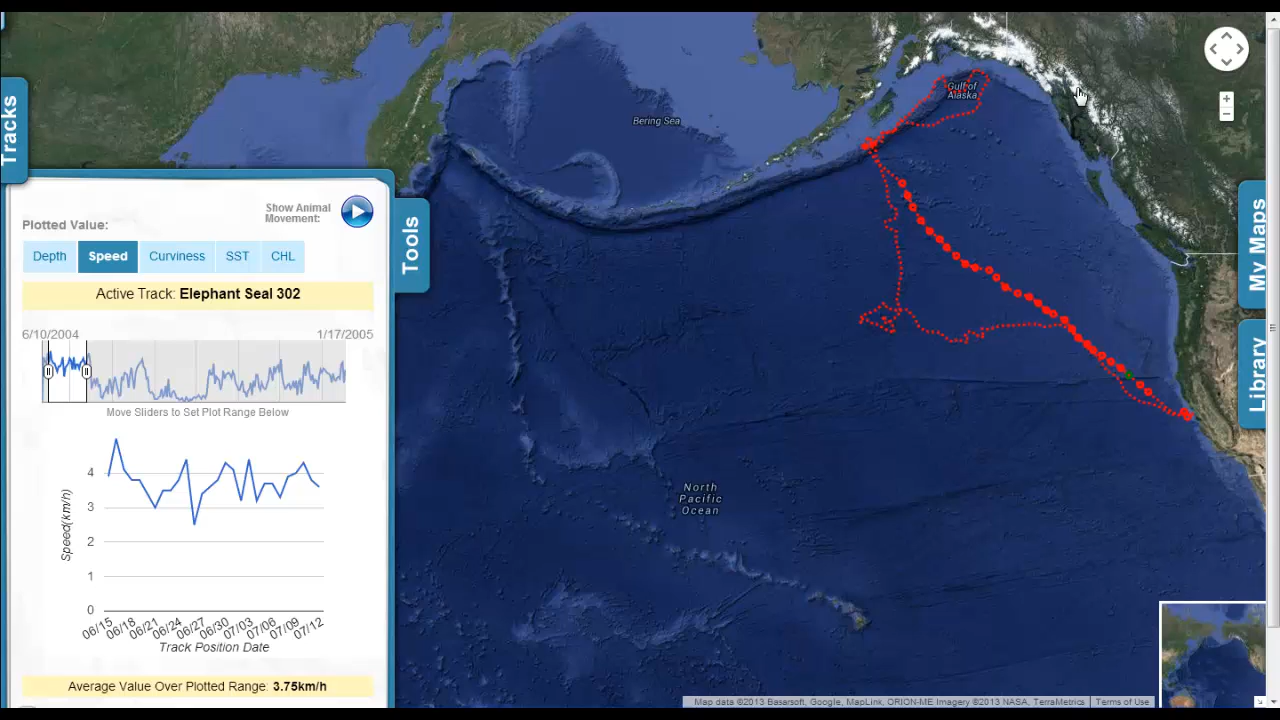 Tracks
Show Animal
Movement:
Plotted Value:
Depth
Speed
Curviness
SST
CHL
Active Track: Elephant Seal 302
6/10/2004
1/17/2005
Move Sliders to Set Plot Range Below
4
3
2
1
0
Speed(km/h)
06/15
06/18
06/21
06/24
06/27
06/30
07/03
07/06
07/09
07/12
Track Position Date
Average Value Over Plotted Range: 3.75km/h
Tools
Bering Sea
Gulf of
Alaska
North
Pacific
Ocean
My Maps
Library
Map data ©2013 Basarsoft, Google, MapLink, ORION-ME Imagery ©2013 NASA, TerraMetrics
Terms of Use